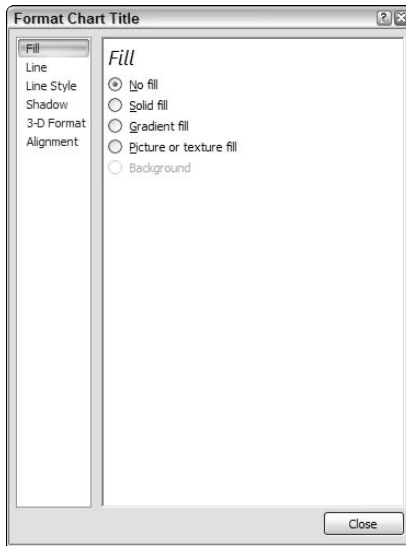 Format Chart Title
Fill
Line
Line Style
Shadow
3-D Format
Alignment
Fill
No fill
Solid fill
Gradient fill
Picture or texture fill
Background
Close